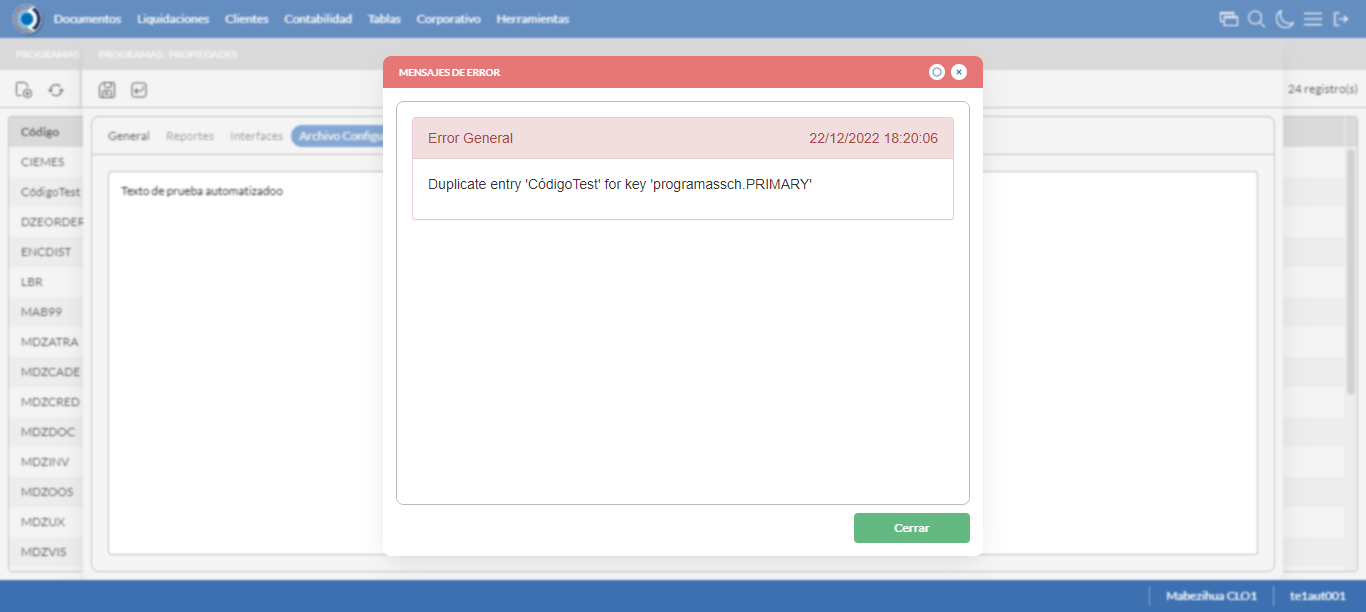 Documentos Liquidaciones Clientes Contabilidad Tablas Corporativo Herramientas
PROGRAMAS PROGRAMAS : PROPIEDADES
MENSAJES DE ERROR
24 registro(s)
Código
General Reportes Interfaces Archivo Configu
CIEMES
CódigoTest
DZEORDER
ENCDIST
LBR
MAB99
MDZATRA
MDZCADE
MDZCRED
MDZDOC
MDZINV
MDZOOS
MDZUX
MDZVIS
Texto de prueba automatizadoo
Error General 22/12/2022 18:20:06
Duplicate entry 'CódigoTest' for key 'programassch.PRIMARY'
Cerrar
Mabezihua CLO1 te1aut001